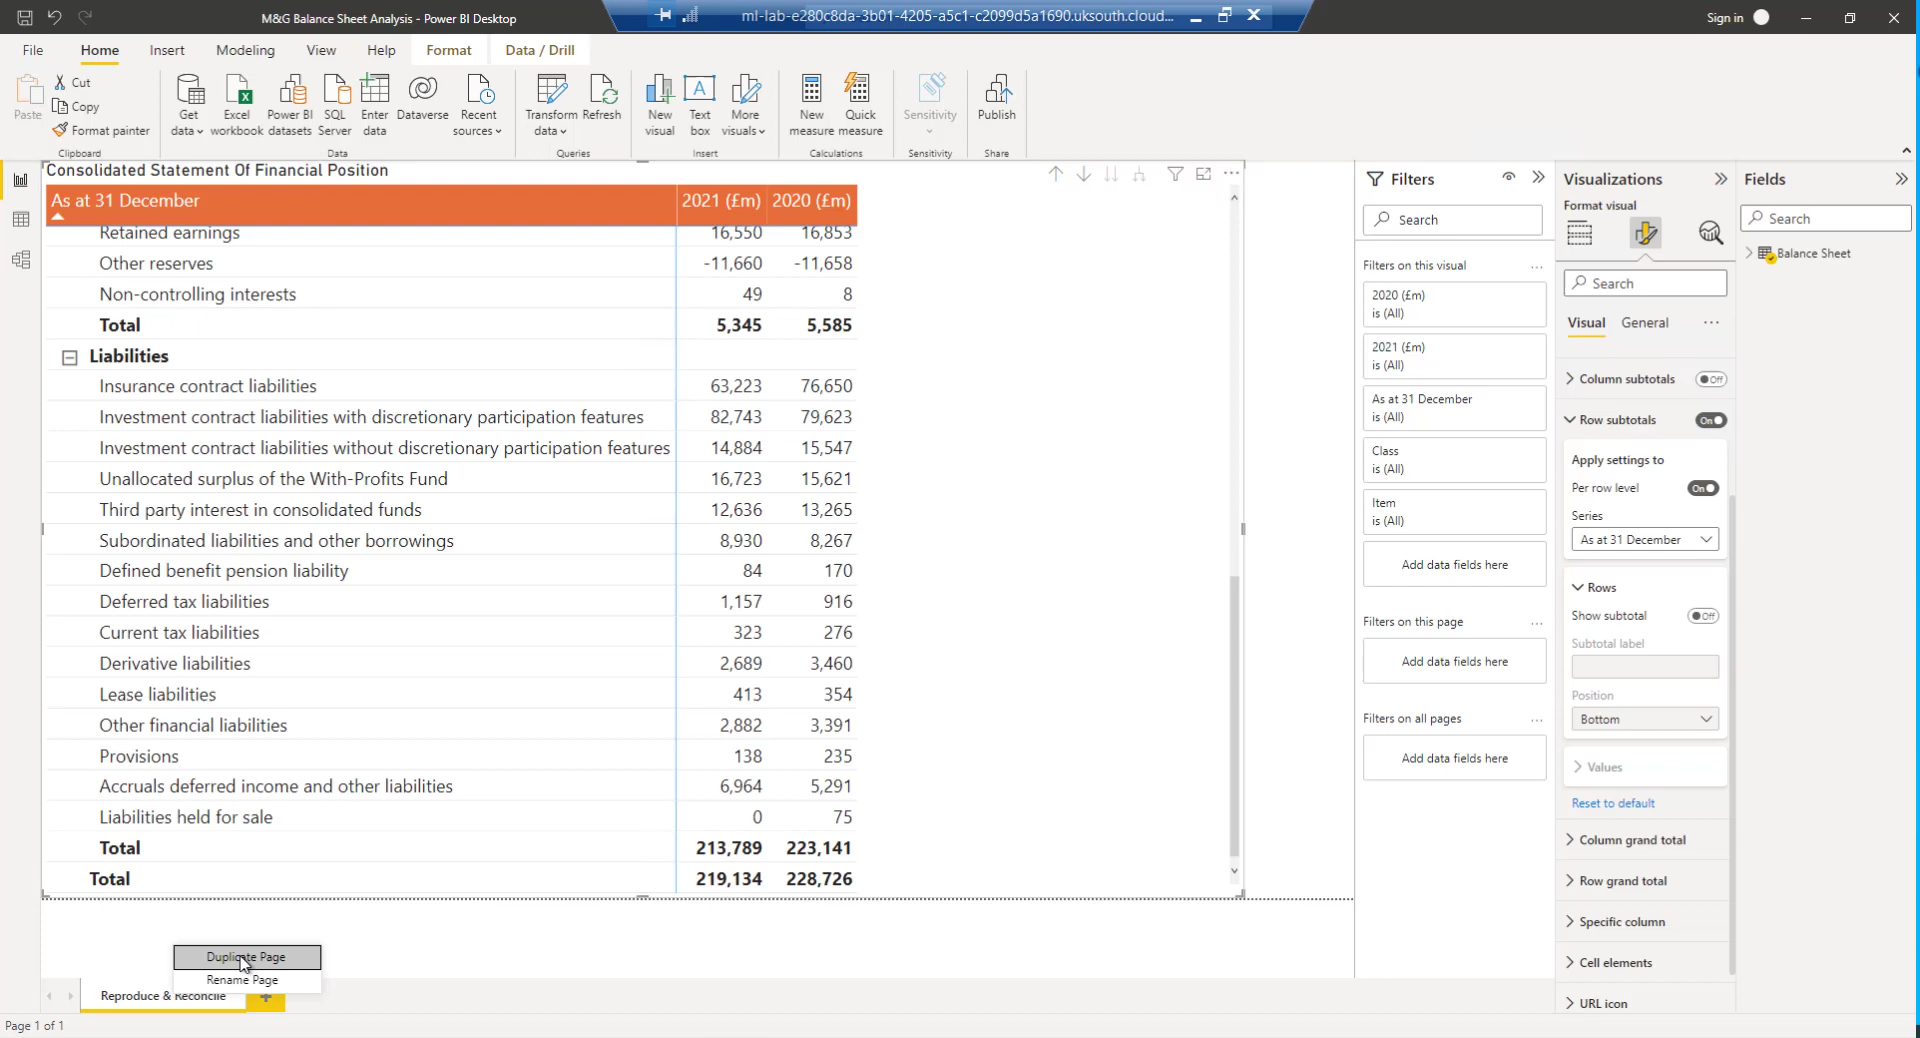 M&G Balance Sheet Analysis - Power BI Desktop
ml-lab-e280c8da-3b01-4205-a5c1-c2099d5a1690.uksouth.cloud...
Sign in
File
Home
Insert
Modeling
View
Help
Format
Data / Drill
Paste
Cut
Copy
Format painter
Clipboard
Get data
Excel workbook
Power BI datasets
SQL Server
Enter data
Dataverse
Recent sources
Data
Transform data
Refresh
Queries
New visual
Text box
More visuals
Insert
New measure
Quick measure
Calculations
Sensitivity
Sensitivity
Publish
Share
Consolidated Statement Of Financial Position
As at 31 December 2021 (£m) 2020 (£m)
Retained earnings 16,550 16,853
Other reserves -11,660 -11,658
Non-controlling interests 49 8
Total 5,345 5,585
Liabilities
Insurance contract liabilities 63,223 76,650
Investment contract liabilities with discretionary participation features 82,743 79,623
Investment contract liabilities without discretionary participation features 14,884 15,547
Unallocated surplus of the With-Profits Fund 16,723 15,621
Third party interest in consolidated funds 12,636 13,265
Subordinated liabilities and other borrowings 8,930 8,267
Defined benefit pension liability 84 170
Deferred tax liabilities 1,157 916
Current tax liabilities 323 276
Derivative liabilities 2,689 3,460
Lease liabilities 413 354
Other financial liabilities 2,882 3,391
Provisions 138 235
Accruals deferred income and other liabilities 6,964 5,291
Liabilities held for sale 0 75
Total 213,789 223,141
Total 219,134 228,726
Duplicate Page
Rename Page
Reproduce & Reconcile
Page 1 of 1
Filters
Search
Filters on this visual
2020 (£m)
is (All)
2021 (£m)
is (All)
As at 31 December
is (All)
Class
is (All)
Item
is (All)
Add data fields here
Filters on this page
Add data fields here
Filters on all pages
Add data fields here
Visualizations
Format visual
Search
Visual
General
Column subtotals
Off
Row subtotals
On
Apply settings to
Per row level
On
Series
As at 31 December
Rows
Show subtotal
Off
Subtotal label
Position
Bottom
Values
Reset to default
Column grand total
Row grand total
Specific column
Cell elements
URL icon
Fields
Search
Balance Sheet